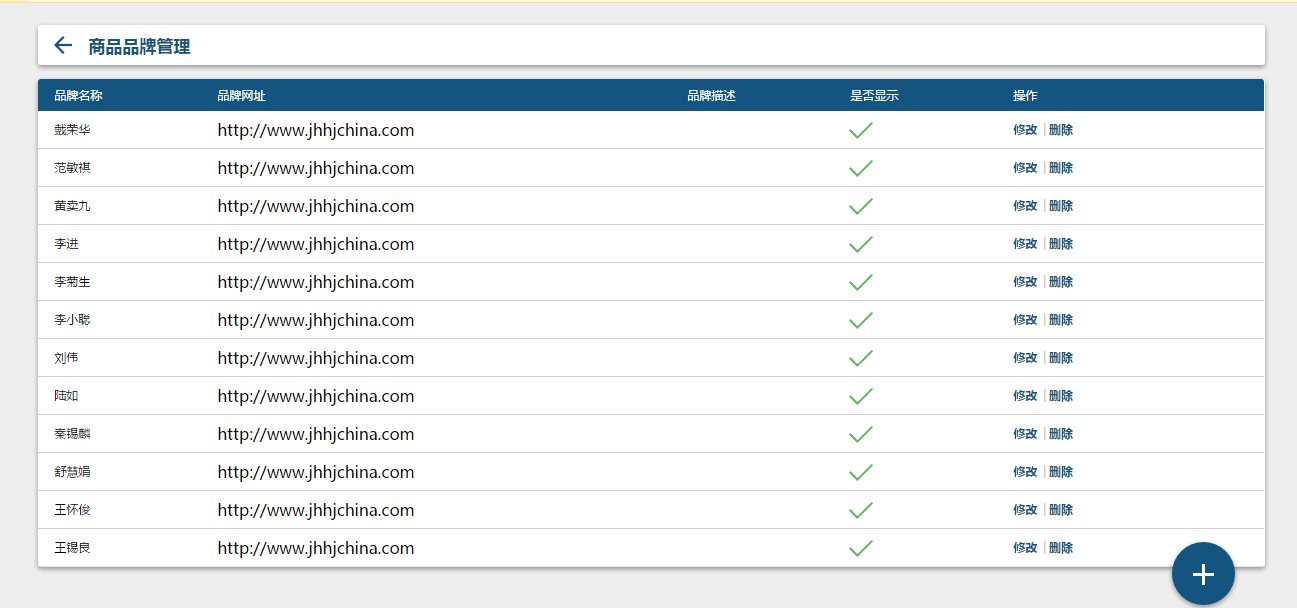 商品品牌管理
品牌名称 品牌网址 品牌描述 是否显示 操作
戴荣华 http://www.jhhjchina.com 修改 | 删除
范敏祺 http://www.jhhjchina.com 修改 | 删除
黄卖九 http://www.jhhjchina.com 修改 | 删除
李进 http://www.jhhjchina.com 修改 | 删除
李菊生 http://www.jhhjchina.com 修改 | 删除
李小聪 http://www.jhhjchina.com 修改 | 删除
刘伟 http://www.jhhjchina.com 修改 | 删除
陆如 http://www.jhhjchina.com 修改 | 删除
秦锡麟 http://www.jhhjchina.com 修改 | 删除
舒慧娟 http://www.jhhjchina.com 修改 | 删除
王怀俊 http://www.jhhjchina.com 修改 | 删除
王锡良 http://www.jhhjchina.com 修改 | 删除